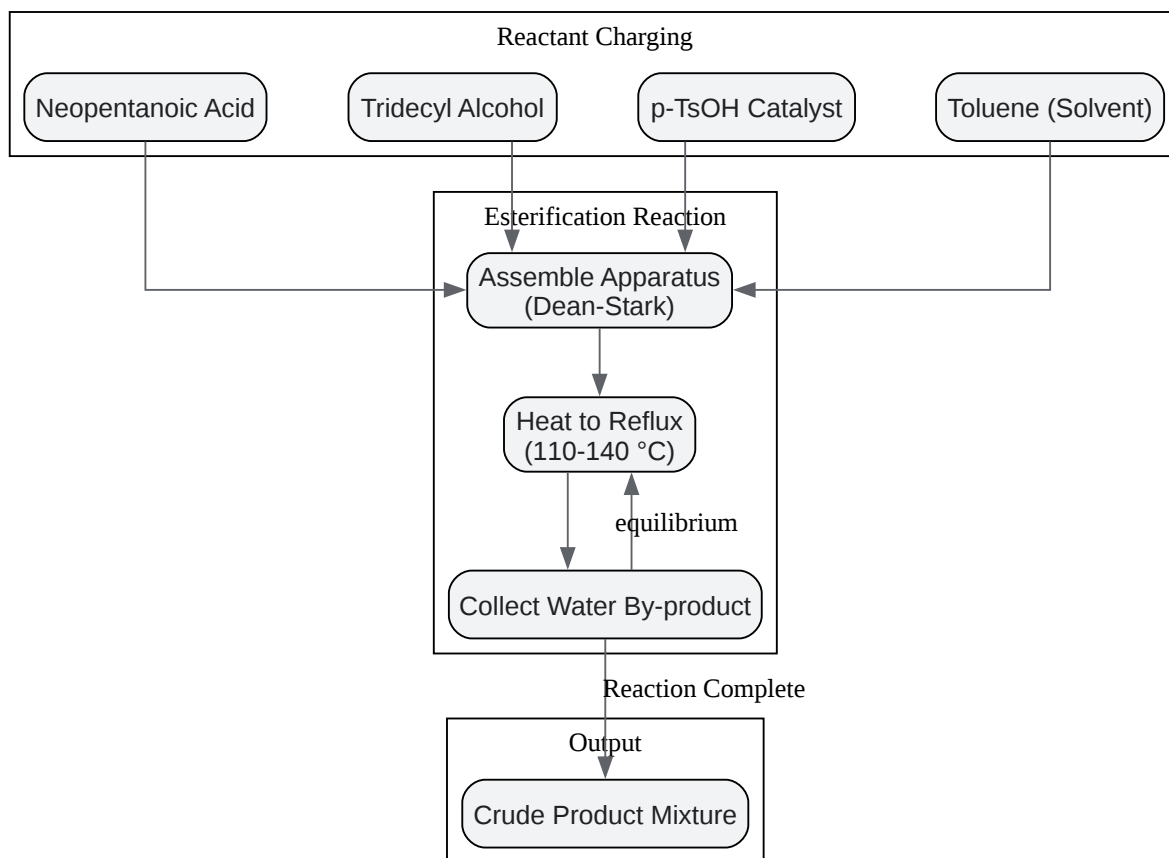 Reactant Charging
Neopentanoic Acid
Tridecyl Alcohol
p-TsOH Catalyst
Toluene (Solvent)
Esterification Reaction
Assemble Apparatus
(Dean-Stark)
Heat to Reflux
(110-140 °C)
equilibrium
Collect Water By-product
Reaction Complete
Output
Crude Product Mixture